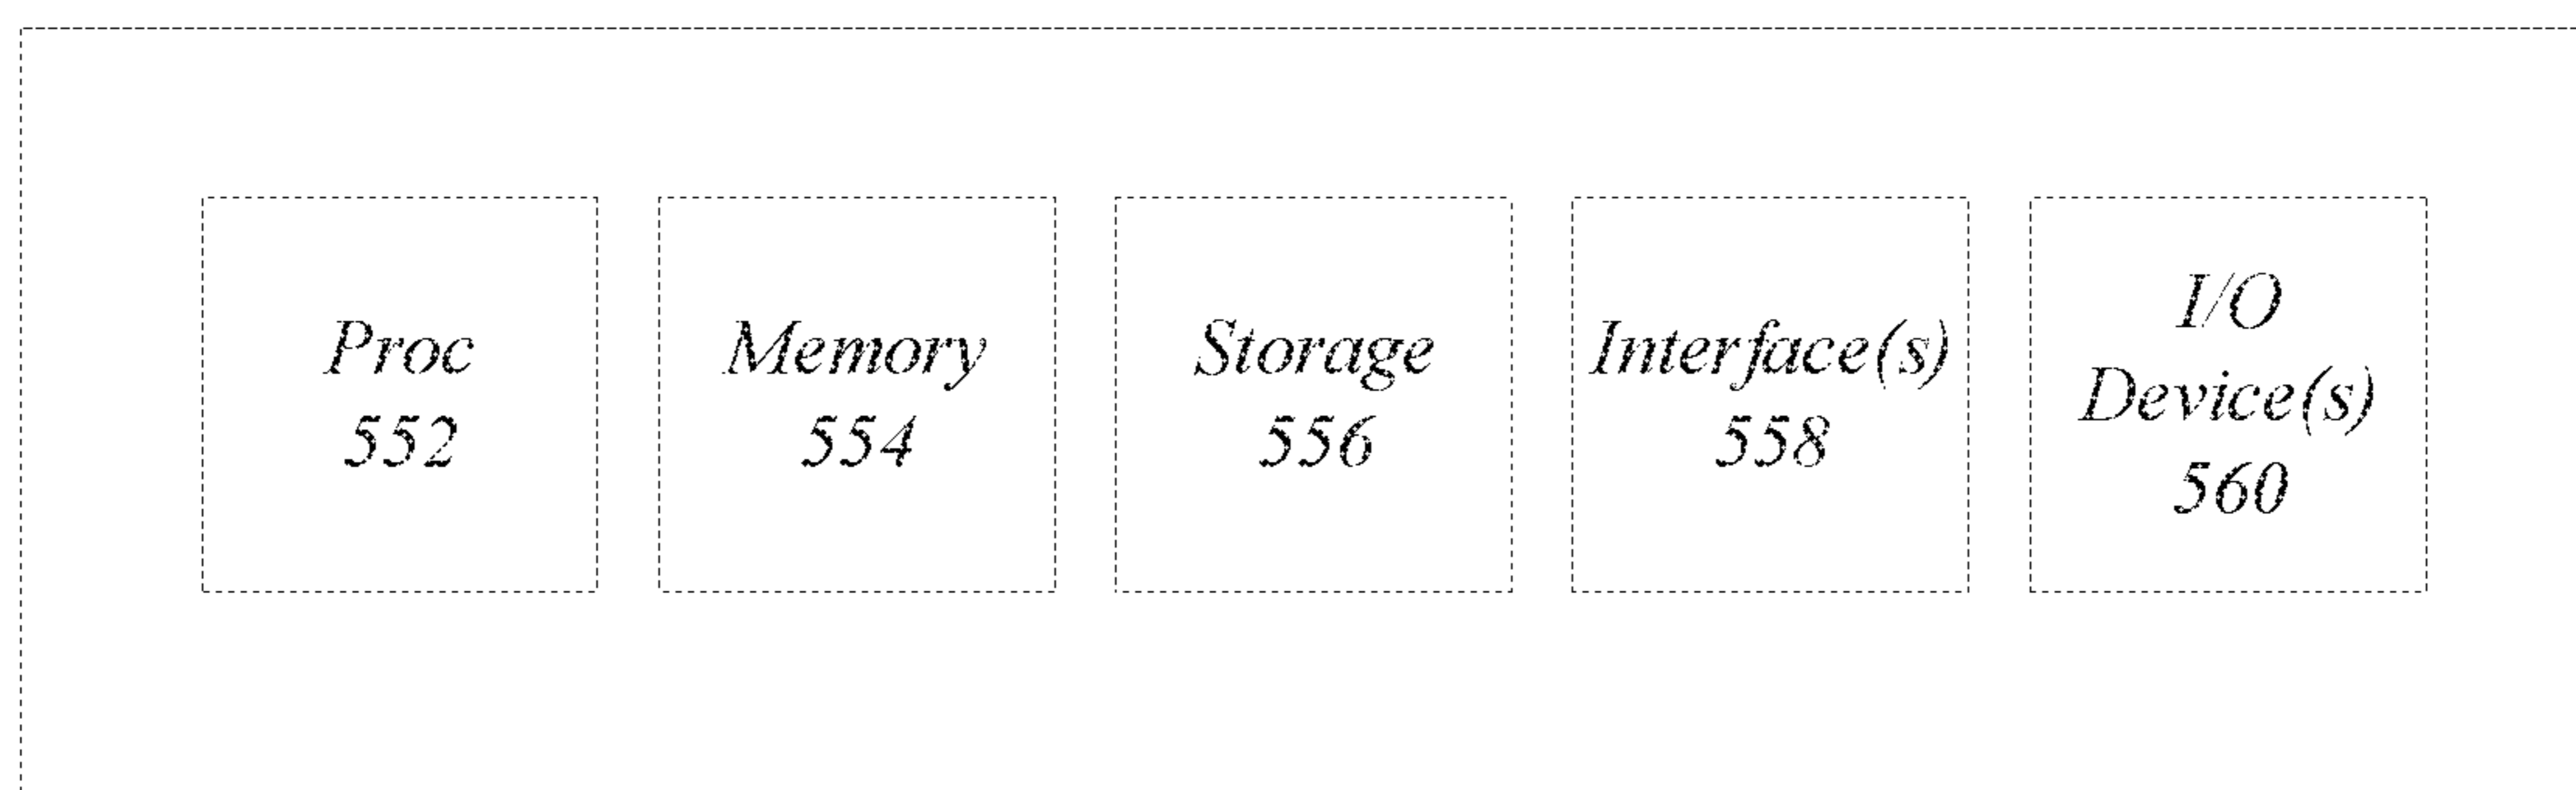 Proc
552
Memory
554
Storage
556
Interface(s)
558
I/O
Device(s)
560